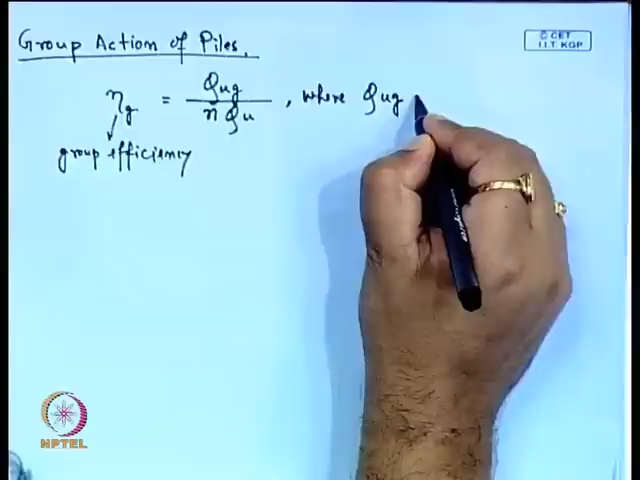 Group Action of Piles.
© CET
I.I.T. KGP
ηg = Qug / n Qu , where Qug
group efficiency
NPTEL